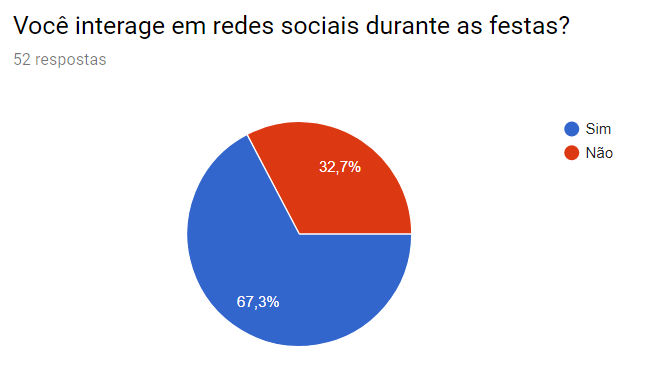 Você interage em redes sociais durante as festas?
52 respostas
Sim
Não
32,7%
67,3%